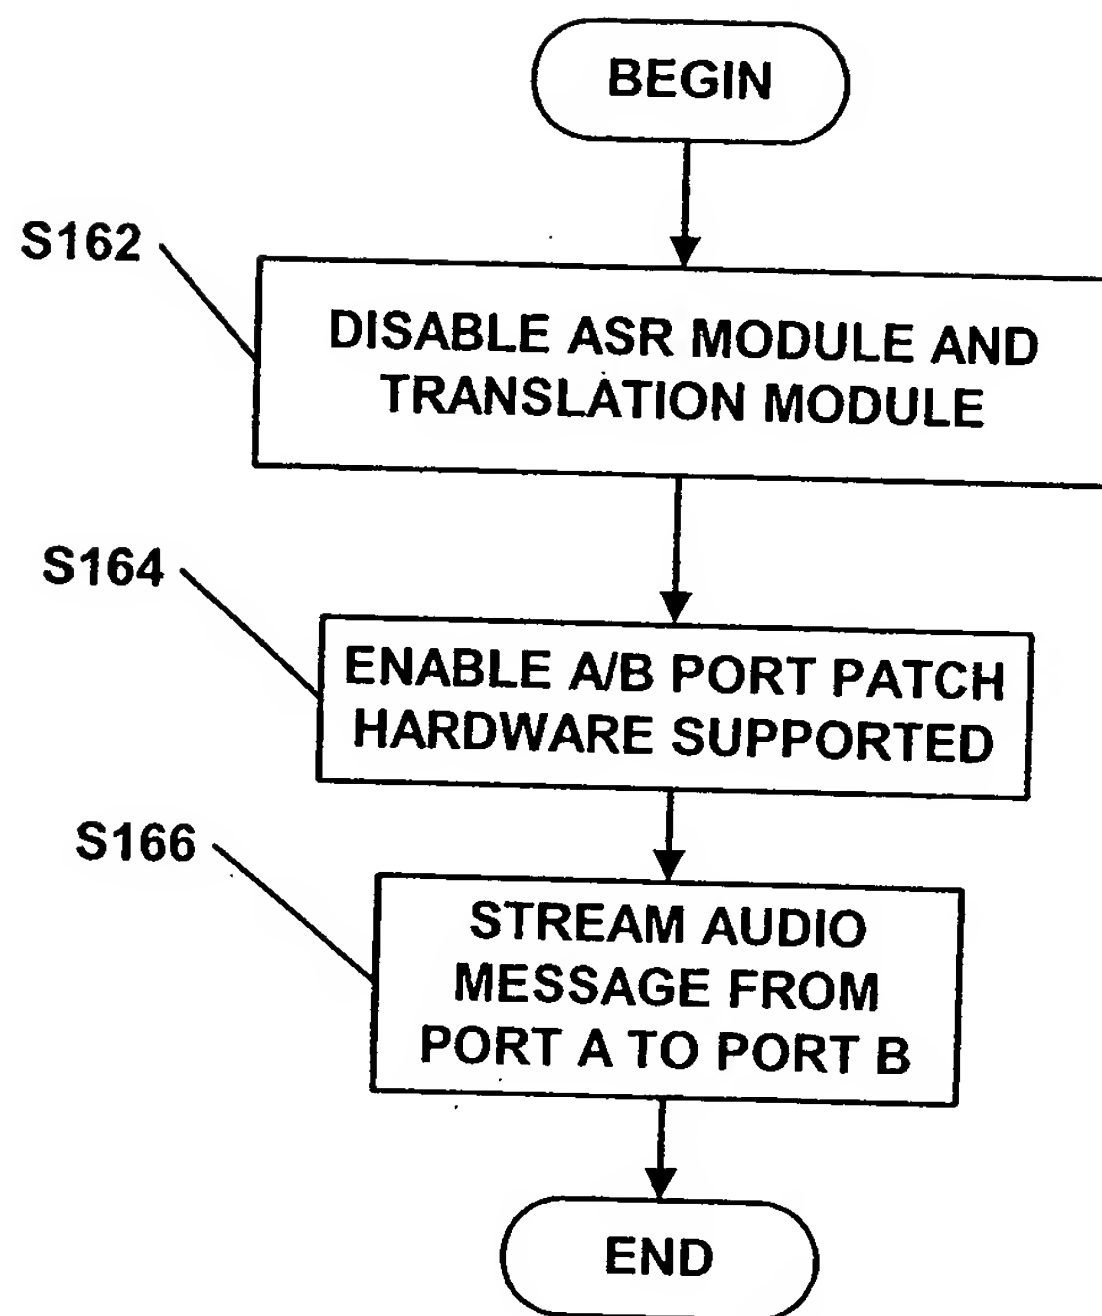 BEGIN
S162
DISABLE ASR MODULE AND
TRANSLATION MODULE
S164
ENABLE A/B PORT PATCH
HARDWARE SUPPORTED
S166
STREAM AUDIO
MESSAGE FROM
PORT A TO PORT B
END